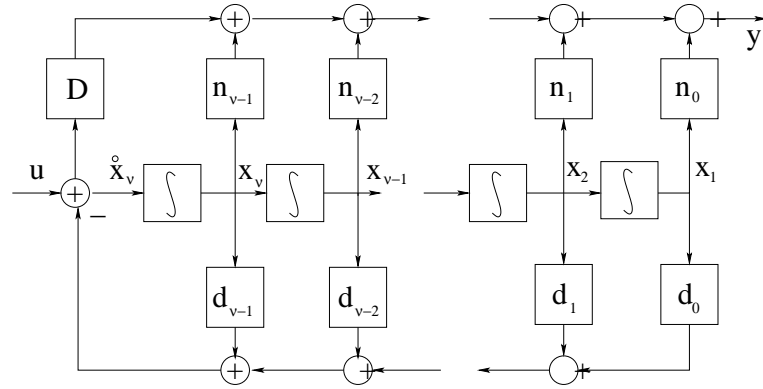 + + + +
y
D n_{ν−1} n_{ν−2} n_1 n_0
u + x̊_ν ∫ x_ν ∫ x_{ν−1} ∫ x_2 ∫ x_1
−
d_{ν−1} d_{ν−2} d_1 d_0
+ + +